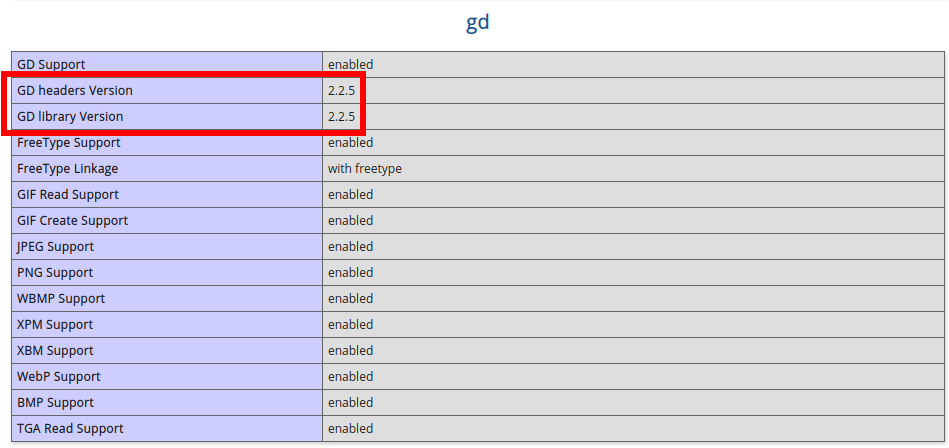 gd
GD Support enabled
GD headers Version 2.2.5
GD library Version 2.2.5
FreeType Support enabled
FreeType Linkage with freetype
GIF Read Support enabled
GIF Create Support enabled
JPEG Support enabled
PNG Support enabled
WBMP Support enabled
XPM Support enabled
XBM Support enabled
WebP Support enabled
BMP Support enabled
TGA Read Support enabled